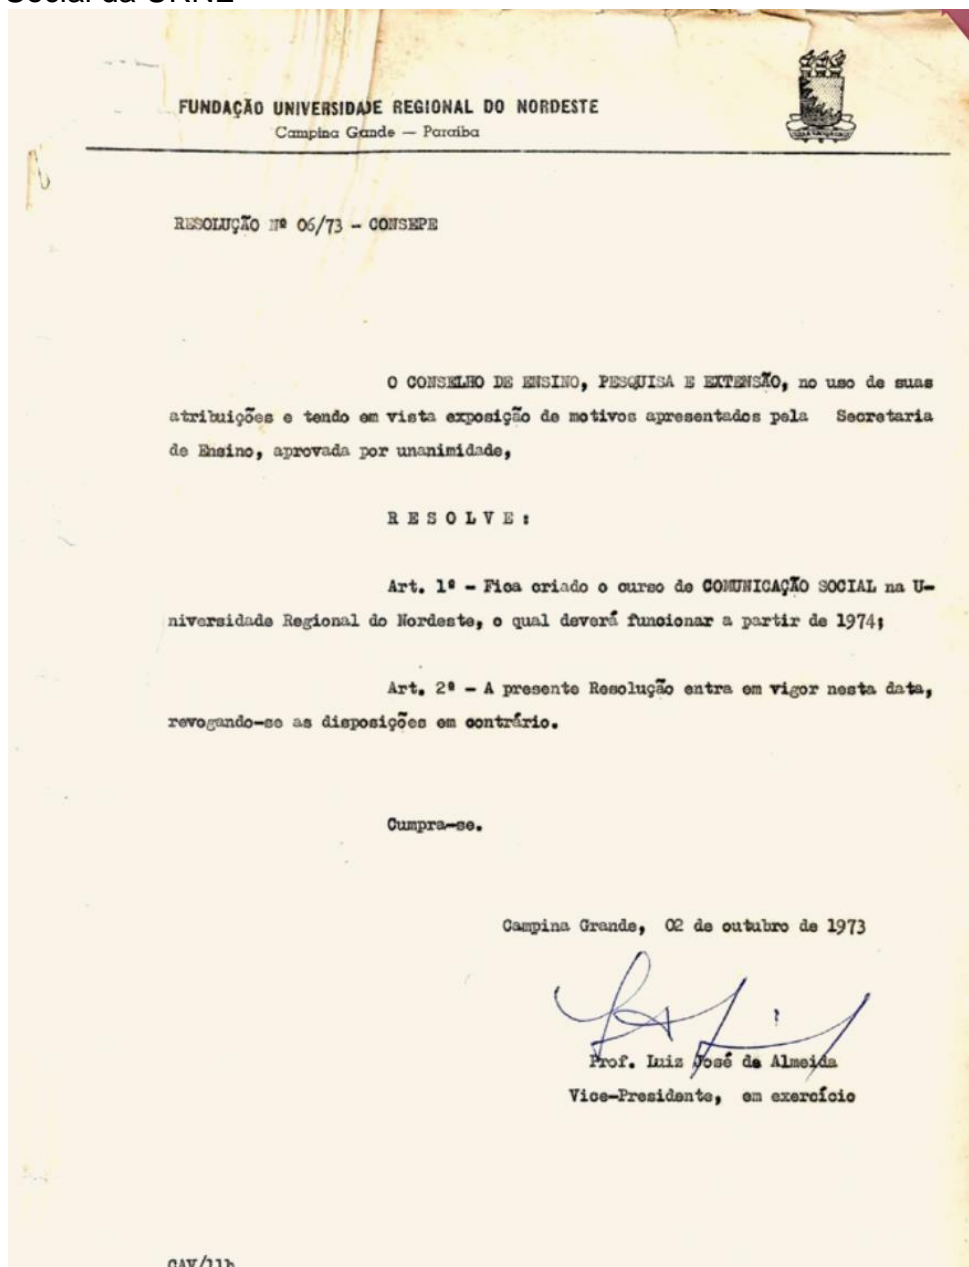 Social da URNE
FUNDAÇÃO UNIVERSIDADE REGIONAL DO NORDESTE
Campina Grande — Paraíba
RESOLUÇÃO Nº 06/73 - CONSEPE
O CONSELHO DE ENSINO, PESQUISA E EXTENSÃO, no uso de suas
atribuições e tendo em vista exposição de motivos apresentados pela Secretaria
de Ensino, aprovada por unanimidade,
R E S O L V E :
Art. 1º - Fica criado o curso de COMUNICAÇÃO SOCIAL na U-
niversidade Regional do Nordeste, o qual deverá funcionar a partir de 1974;
Art. 2º - A presente Resolução entra em vigor nesta data,
revogando-se as disposições em contrário.
Cumpra-se.
Campina Grande, 02 de outubro de 1973
Prof. Luiz José de Almeida
Vice-Presidente, em exercício